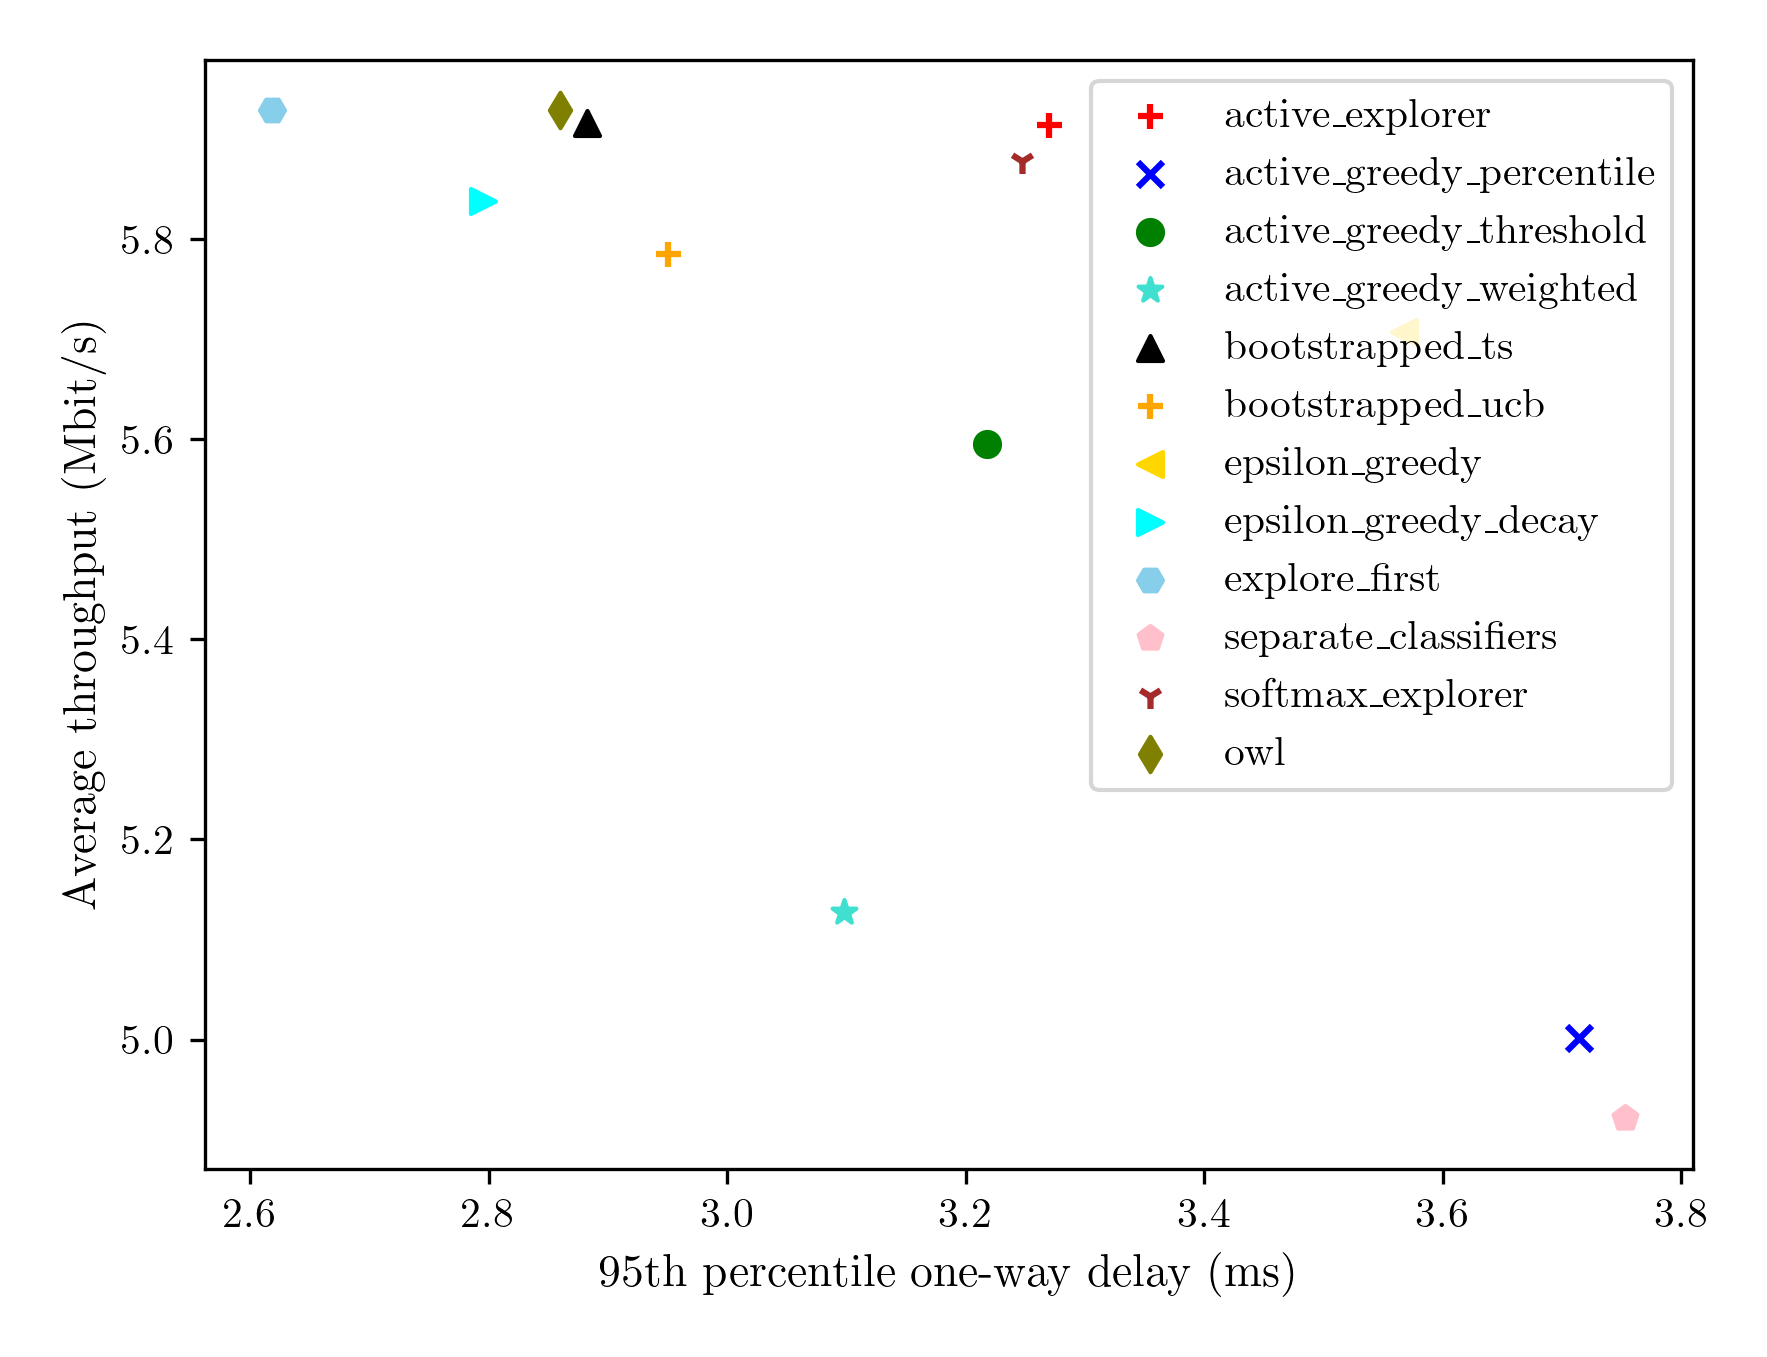 Average throughput (Mbit/s)
5.8
5.6
5.4
5.2
5.0
active_explorer
active_greedy_percentile
active_greedy_threshold
active_greedy_weighted
bootstrapped_ts
bootstrapped_ucb
epsilon_greedy
epsilon_greedy_decay
explore_first
separate_classifiers
softmax_explorer
owl
2.6 2.8 3.0 3.2 3.4 3.6 3.8
95th percentile one-way delay (ms)